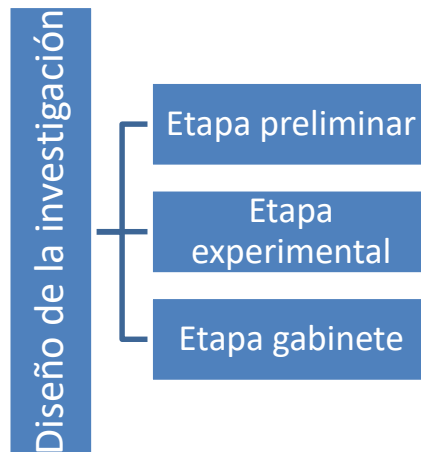 Diseño de la investigación
Etapa preliminar
Etapa
experimental
Etapa gabinete